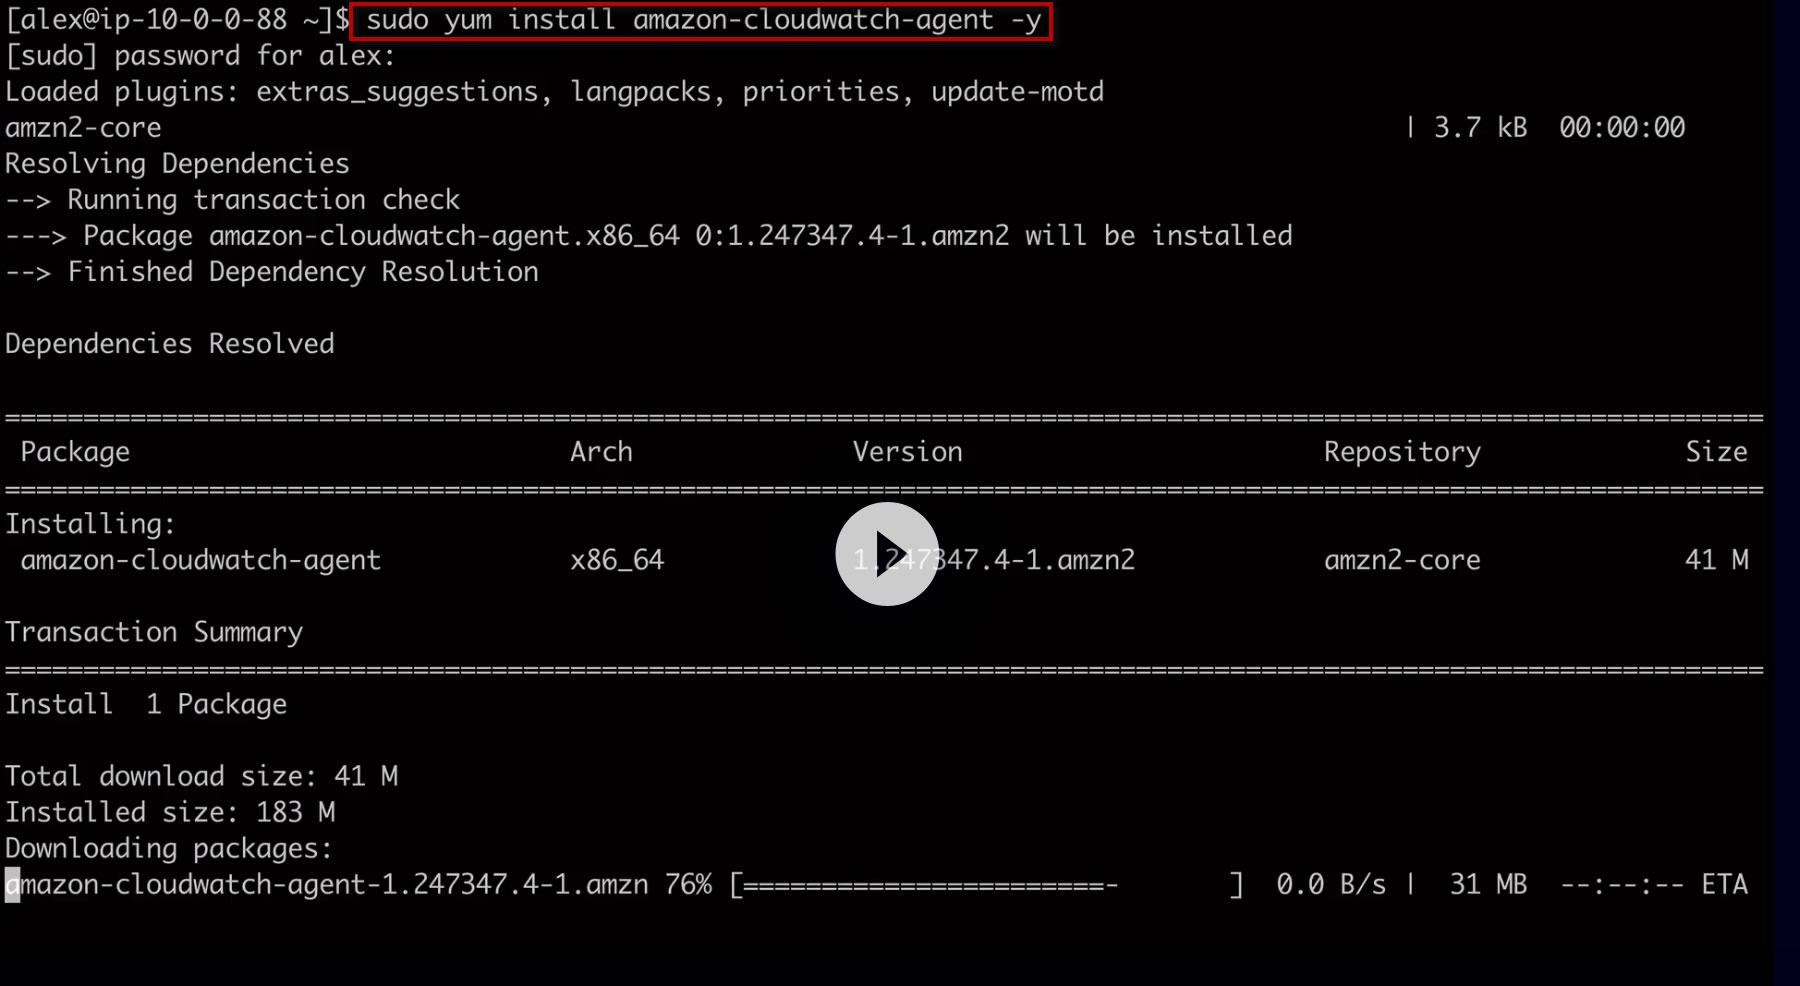 [alex@ip-10-0-0-88 ~]$ sudo yum install amazon-cloudwatch-agent -y
[sudo] password for alex:
Loaded plugins: extras_suggestions, langpacks, priorities, update-motd
amzn2-core | 3.7 kB 00:00:00
Resolving Dependencies
--> Running transaction check
---> Package amazon-cloudwatch-agent.x86_64 0:1.247347.4-1.amzn2 will be installed
--> Finished Dependency Resolution
Dependencies Resolved
================================================================================================================
Package Arch Version Repository Size
================================================================================================================
Installing:
amazon-cloudwatch-agent x86_64 1.247347.4-1.amzn2 amzn2-core 41 M
Transaction Summary
================================================================================================================
Install 1 Package
Total download size: 41 M
Installed size: 183 M
Downloading packages:
amazon-cloudwatch-agent-1.247347.4-1.amzn 76% [=======================- ] 0.0 B/s | 31 MB --:--:-- ETA